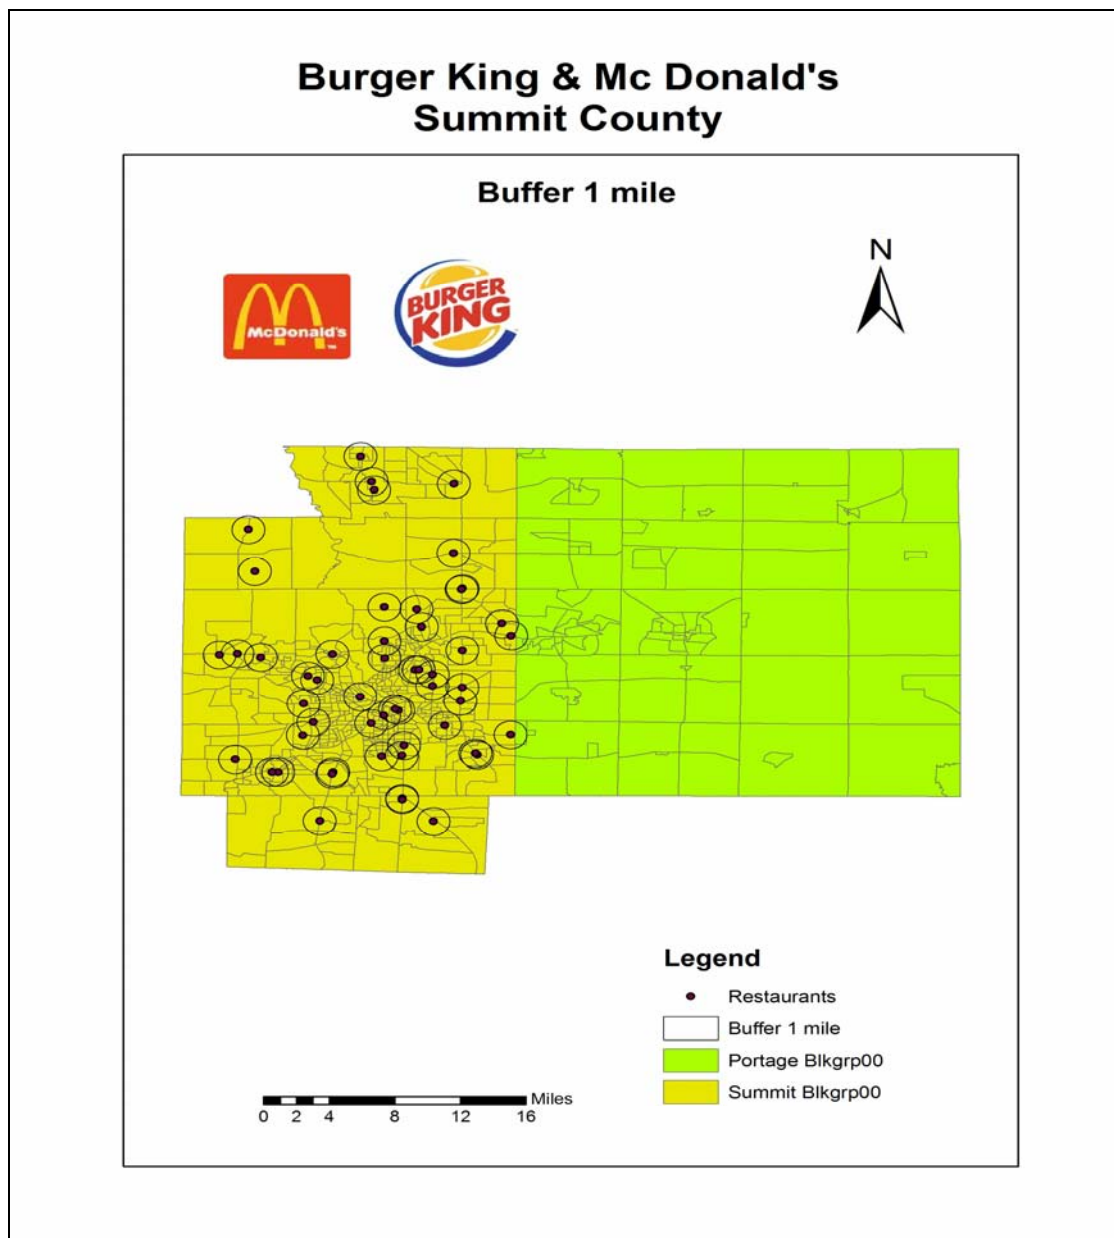 Burger King & Mc Donald's
Summit County
Buffer 1 mile
N
McDonald's
TM
BURGER
KING
Legend
Restaurants
Buffer 1 mile
Portage Blkgrp00
Summit Blkgrp00
Miles
0 2 4 8 12 16